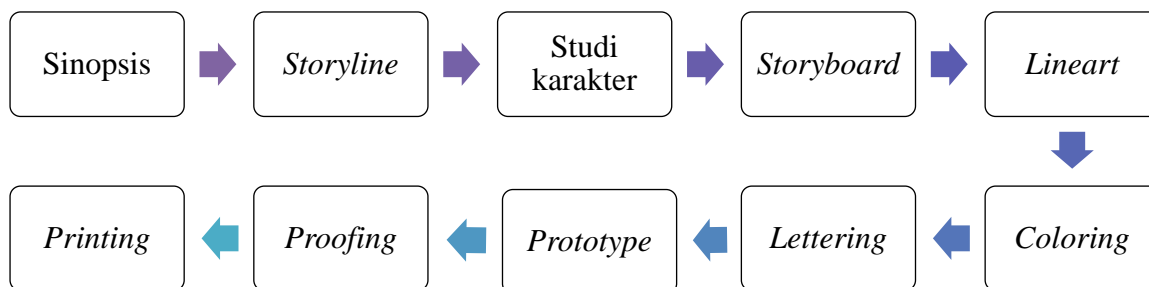 Sinopsis
Storyline
Studi
karakter
Storyboard
Lineart
Coloring
Lettering
Prototype
Proofing
Printing